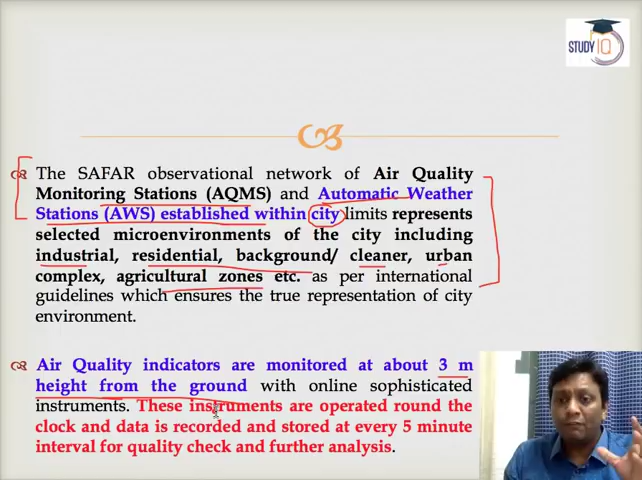 STUDY IQ
The SAFAR observational network of Air Quality
Monitoring Stations (AQMS) and Automatic Weather
Stations (AWS) established within city limits represents
selected microenvironments of the city including
industrial, residential, background/ cleaner, urban
complex, agricultural zones etc. as per international
guidelines which ensures the true representation of city
environment.
Air Quality indicators are monitored at about 3 m
height from the ground with online sophisticated
instruments. These instruments are operated round the
clock and data is recorded and stored at every 5 minute
interval for quality check and further analysis.